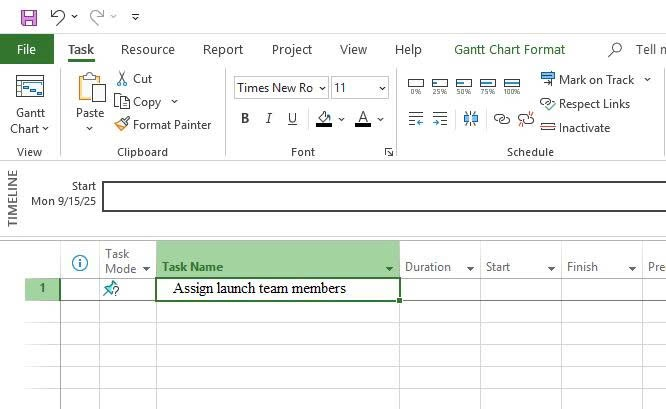 File Task Resource Report Project View Help Gantt Chart Format Tell m
Gantt Chart
Paste
Cut
Copy
Format Painter
Times New Ro 11
B I U A
0% 25% 50% 75% 100%
Mark on Track
Respect Links
Inactivate
View Clipboard Font Schedule
TIMELINE
Start
Mon 9/15/25
Task Mode Task Name Duration Start Finish Pre
1 Assign launch team members